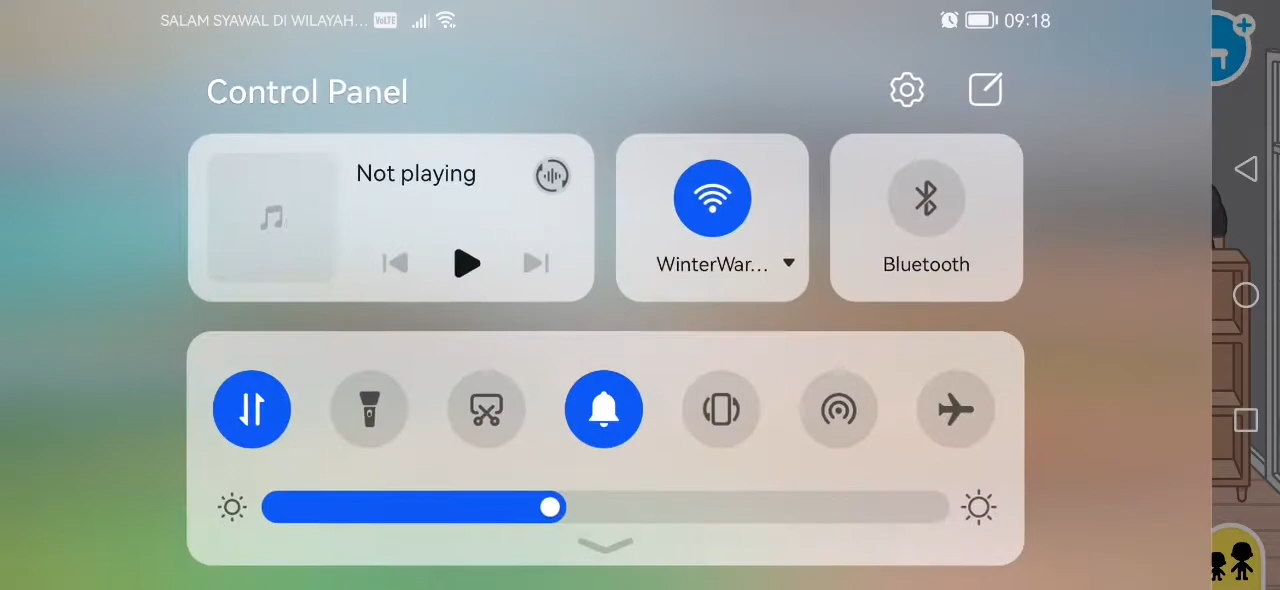 SALAM SYAWAL DI WILAYAH... VoLTE 09:18
Control Panel
Not playing
WinterWar...
Bluetooth